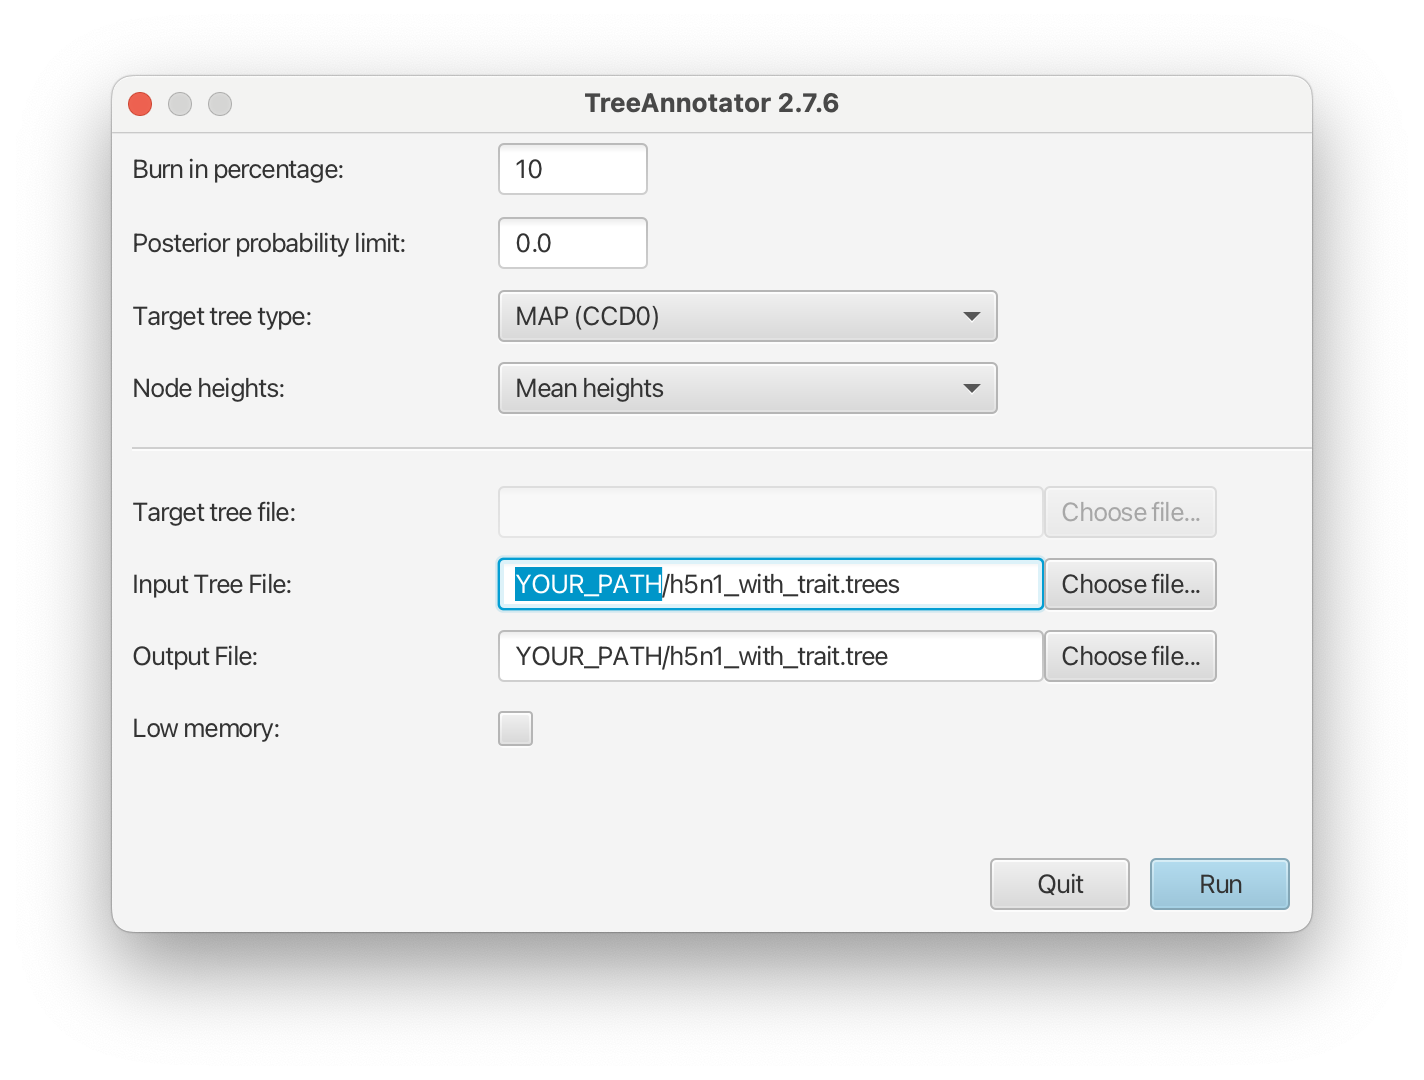 TreeAnnotator 2.7.6
Burn in percentage: 10
Posterior probability limit: 0.0
Target tree type: MAP (CCD0)
Node heights: Mean heights
Target tree file: Choose file...
Input Tree File: YOUR_PATH/h5n1_with_trait.trees Choose file...
Output File: YOUR_PATH/h5n1_with_trait.tree Choose file...
Low memory:
Quit Run